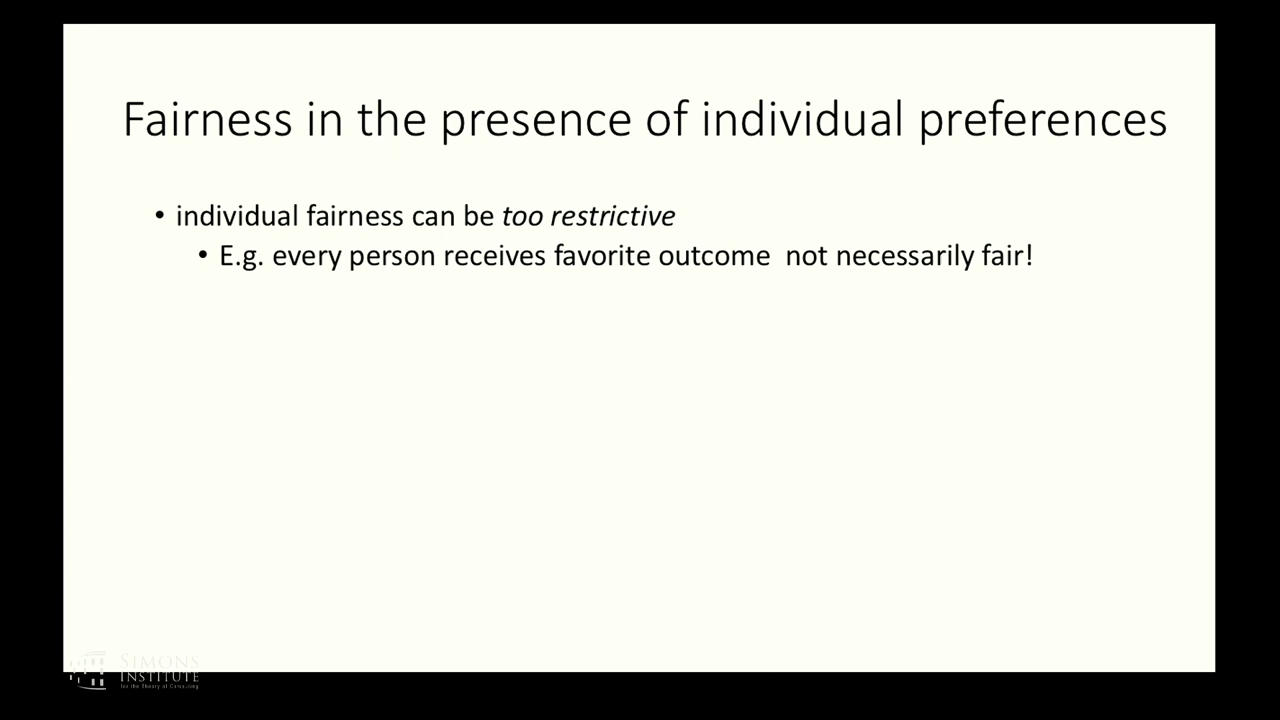 Fairness in the presence of individual preferences
• individual fairness can be too restrictive
• E.g. every person receives favorite outcome  not necessarily fair!
SIMONS
INSTITUTE
for the Theory of Computing